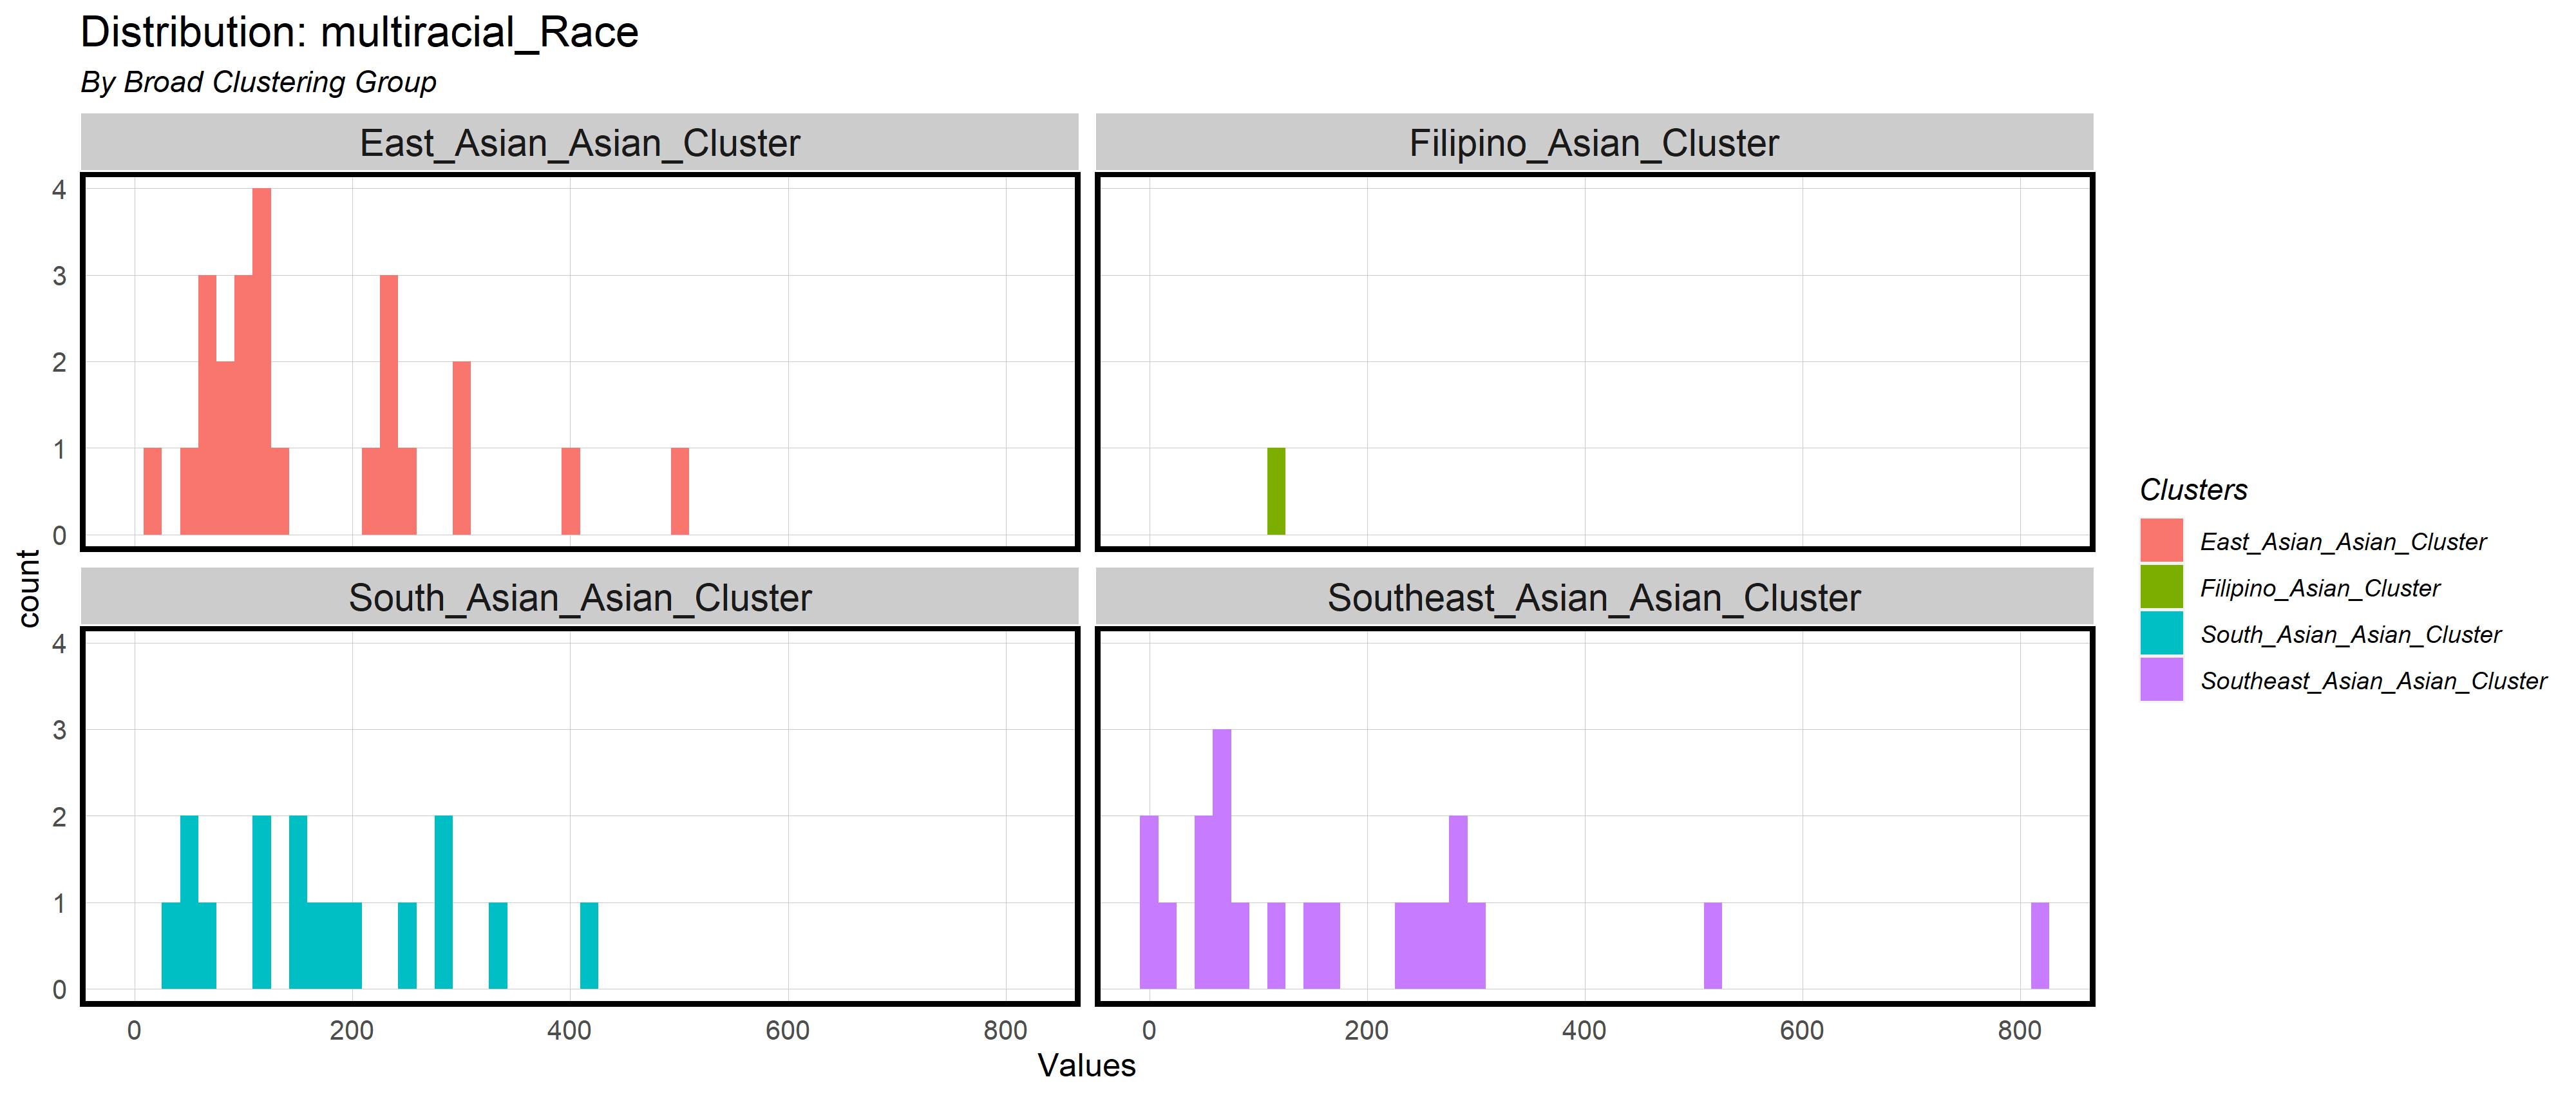 Distribution: multiracial_Race
By Broad Clustering Group
East_Asian_Asian_Cluster
Filipino_Asian_Cluster
4
3
2
1
0
South_Asian_Asian_Cluster
Southeast_Asian_Asian_Cluster
4
3
2
1
0
count
0 200 400 600 800
0 200 400 600 800
Values
Clusters
East_Asian_Asian_Cluster
Filipino_Asian_Cluster
South_Asian_Asian_Cluster
Southeast_Asian_Asian_Cluster